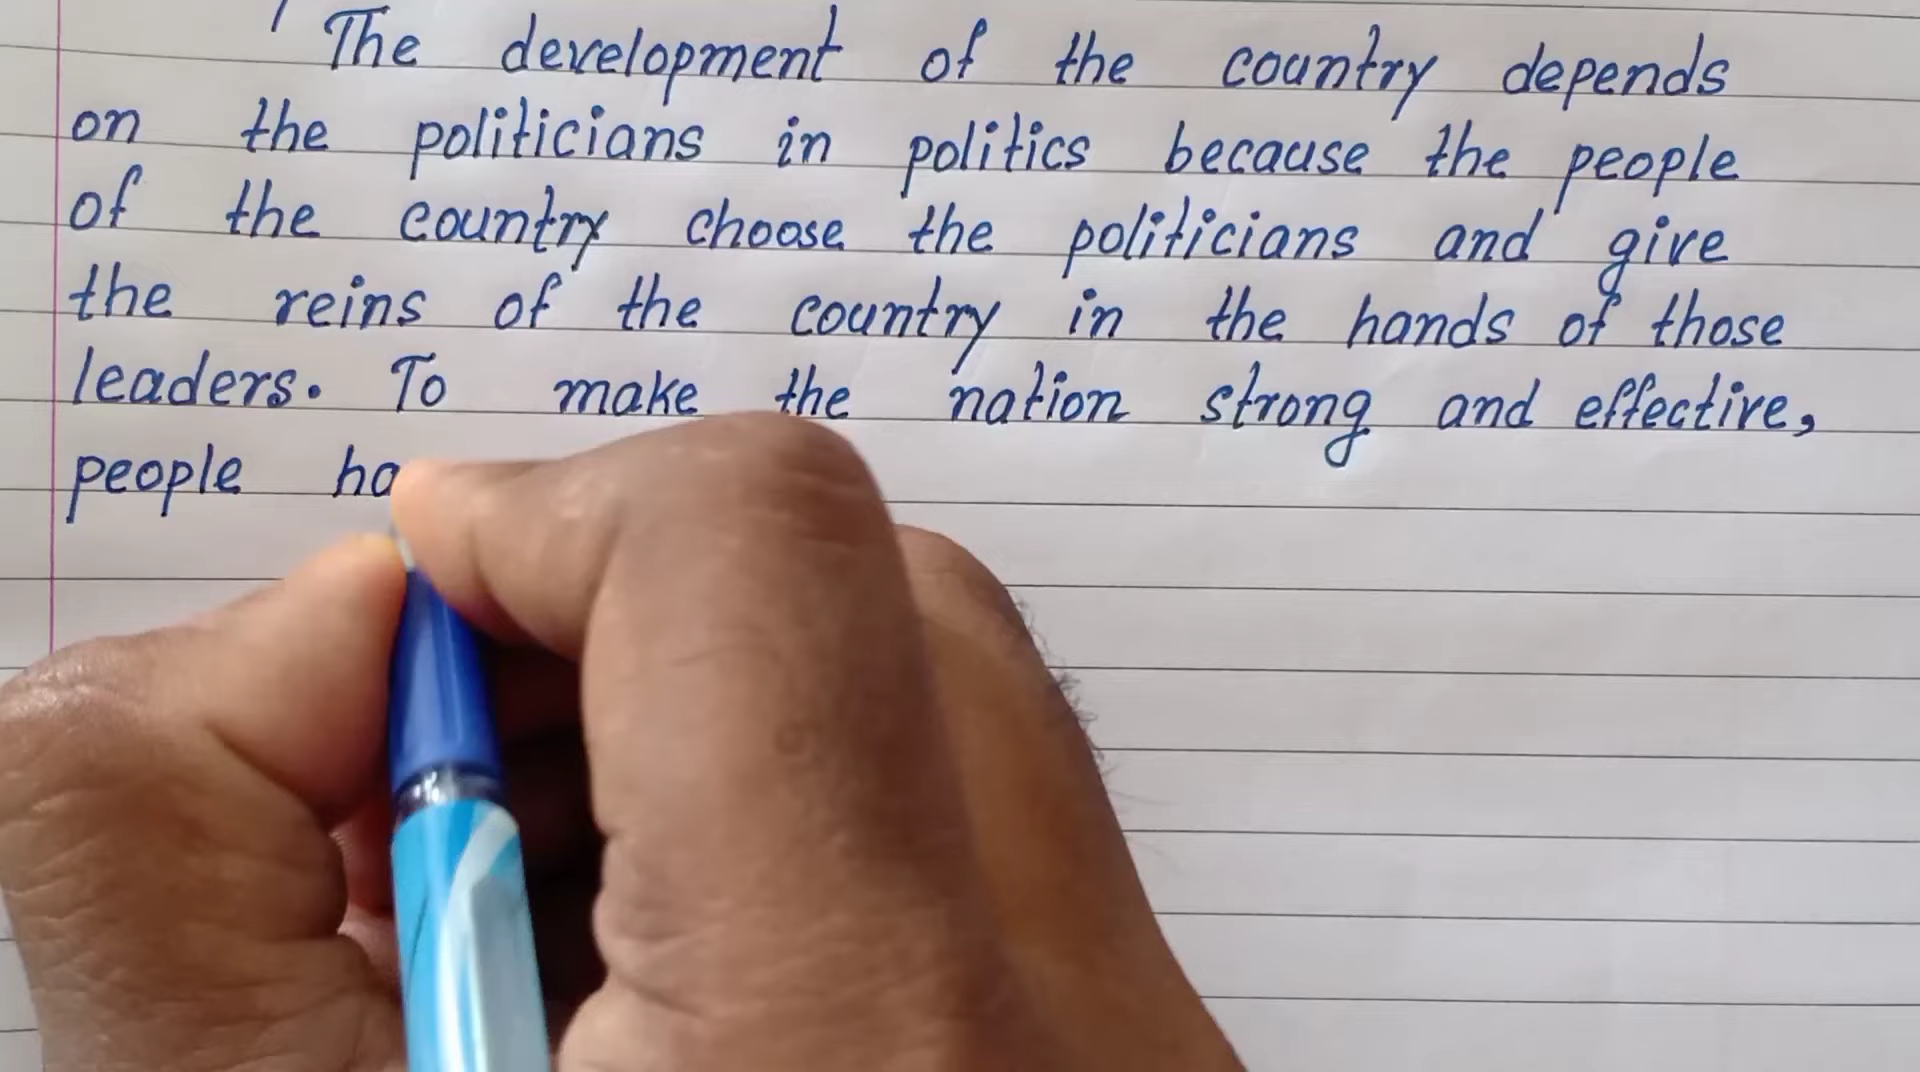 The development of the country depends
on the politicians in politics because the people
of the country choose the politicians and give
the reins of the country in the hands of those
leaders. To make the nation strong and effective,
people ha